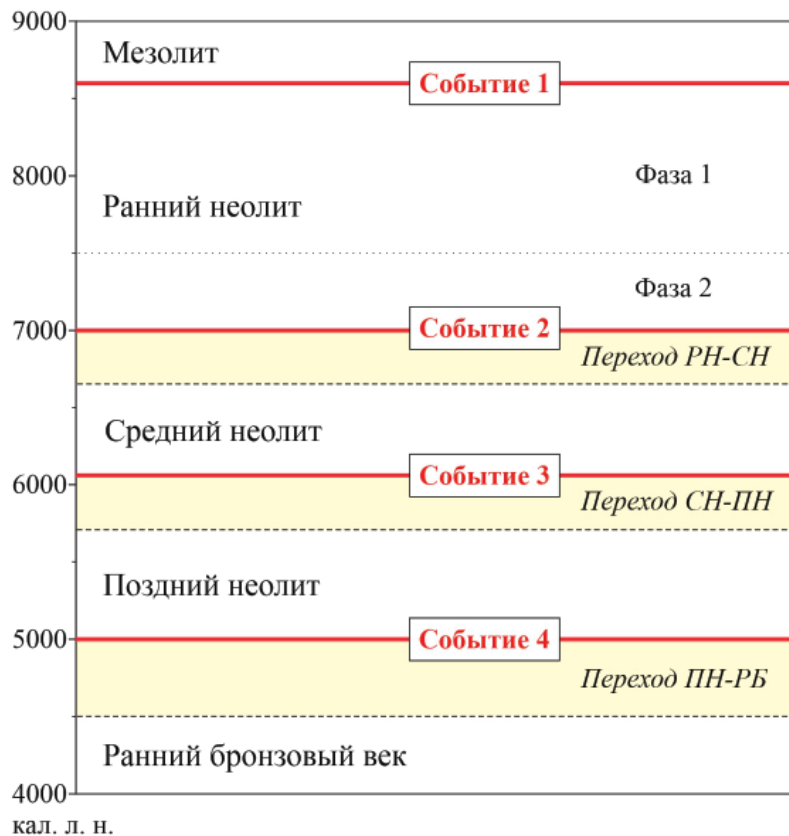 9000
Мезолит
Событие 1
8000
Фаза 1
Ранний неолит
Фаза 2
7000
Событие 2
Переход РН-СН
Средний неолит
Событие 3
6000
Переход СН-ПН
Поздний неолит
5000
Событие 4
Переход ПН-РБ
Ранний бронзовый век
4000
кал. л. н.